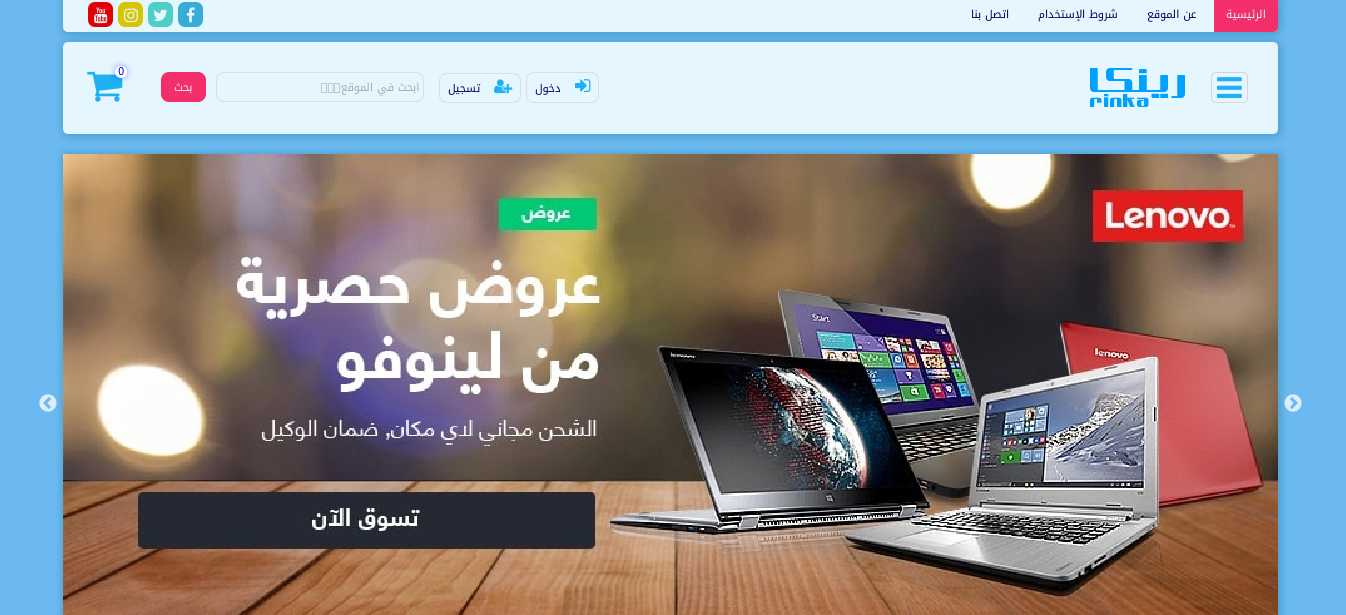 الرئيسية
عن الموقع
شروط الإستخدام
اتصل بنا
You Tube
رينكا
rinka
دخول
تسجيل
ابحث في الموقع
بحث
0
Lenovo
عروض
عروض حصرية
من لينوفو
الشحن مجاني لاي مكان, ضمان الوكيل
تسوق الآن
Start
lenovo